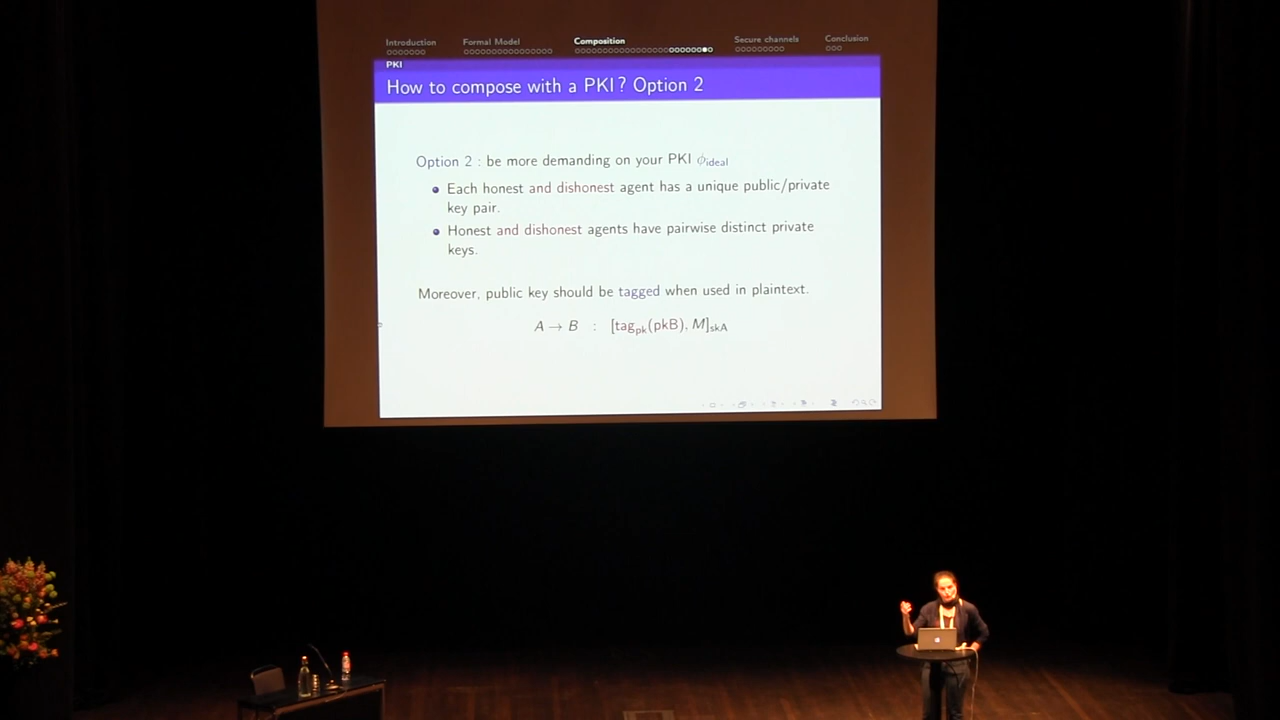 Introduction Formal Model Composition Secure channels Conclusion
PKI
How to compose with a PKI ? Option 2
Option 2 : be more demanding on your PKI ϕideal
Each honest and dishonest agent has a unique public/private
key pair.
Honest and dishonest agents have pairwise distinct private
keys.
Moreover, public key should be tagged when used in plaintext.
A → B : [tagpk(pkB), M]skA